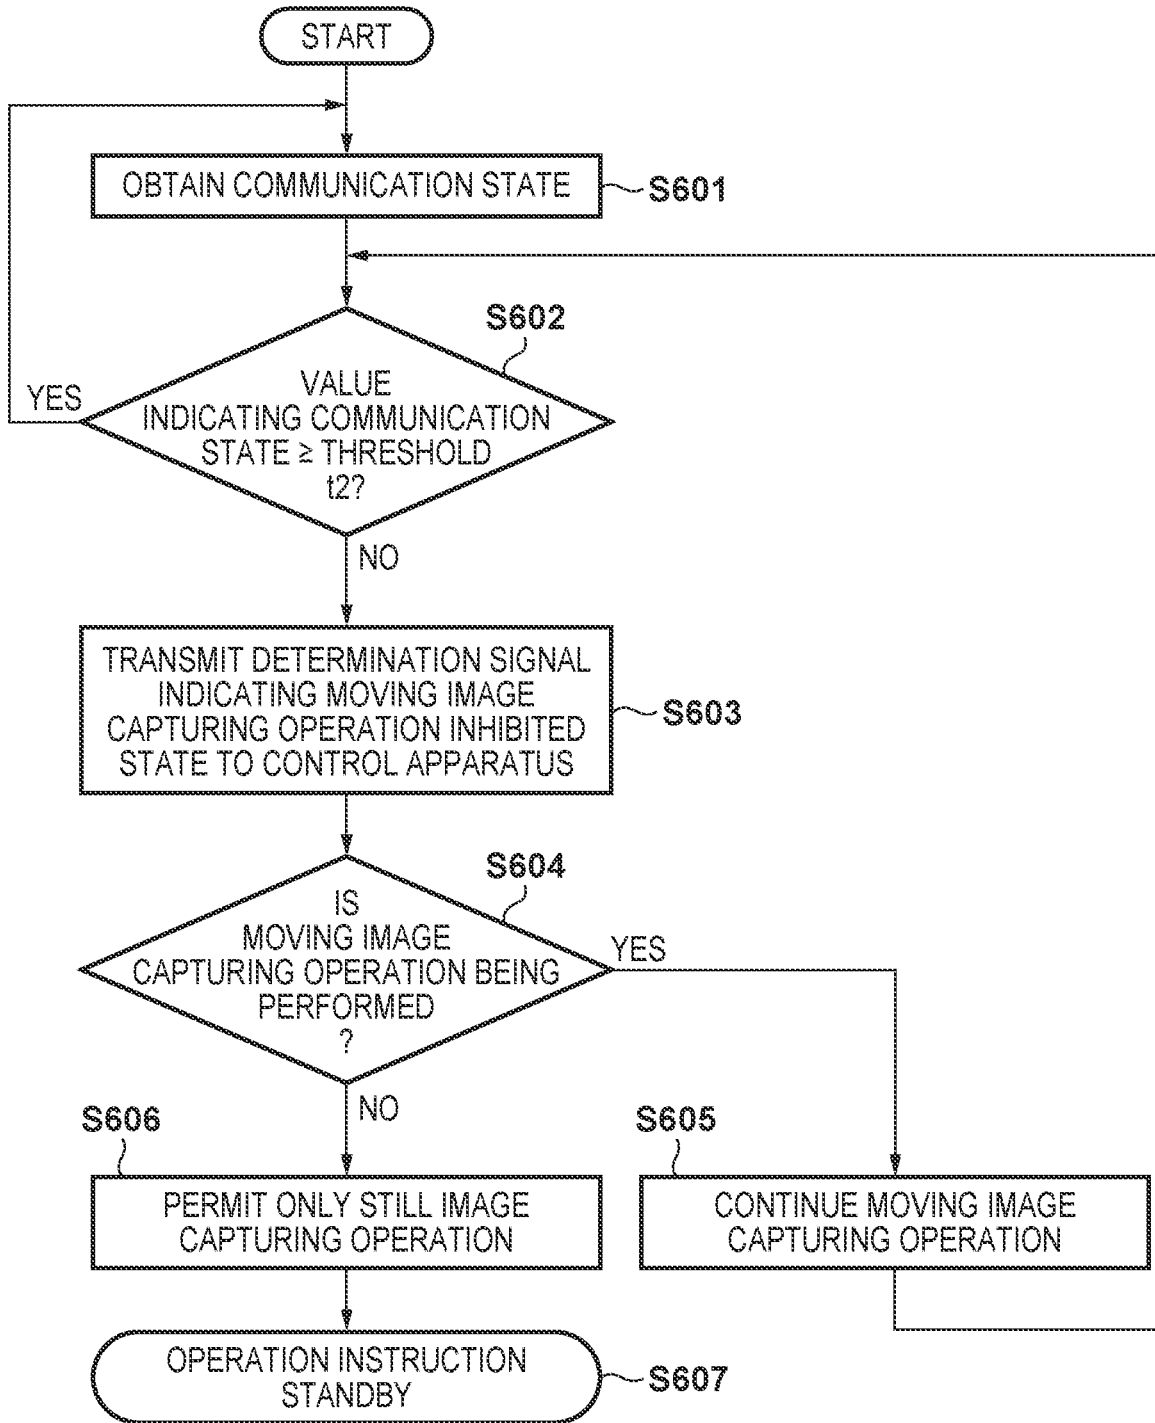 START
OBTAIN COMMUNICATION STATE
S601
S602
YES
VALUE
INDICATING COMMUNICATION
STATE ≥ THRESHOLD
t2?
NO
TRANSMIT DETERMINATION SIGNAL
INDICATING MOVING IMAGE
CAPTURING OPERATION INHIBITED
STATE TO CONTROL APPARATUS
S603
S604
IS
MOVING IMAGE
CAPTURING OPERATION BEING
PERFORMED
?
YES
NO
S606
PERMIT ONLY STILL IMAGE
CAPTURING OPERATION
S605
CONTINUE MOVING IMAGE
CAPTURING OPERATION
OPERATION INSTRUCTION
STANDBY
S607